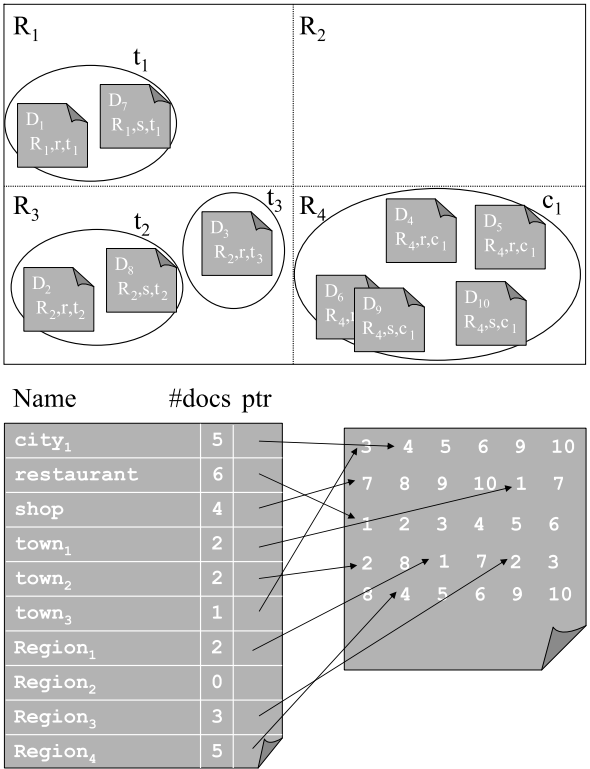 R1 R2
t1
D1
R1,r,t1
D7
R1,s,t1
R3 t2 t3 R4 c1
D2
R2,r,t2
D8
R2,s,t2
D3
R2,r,t3
D4
R4,r,c1
D5
R4,r,c1
D6
R4,
D9
R4,s,c1
D10
R4,s,c1
Name #docs ptr
city1 5
restaurant 6
shop 4
town1 2
town2 2
town3 1
Region1 2
Region2 0
Region3 3
Region4 5
3 4 5 6 9 10
7 8 9 10 1 7
1 2 3 4 5 6
2 8 1 7 2 3
8 4 5 6 9 10